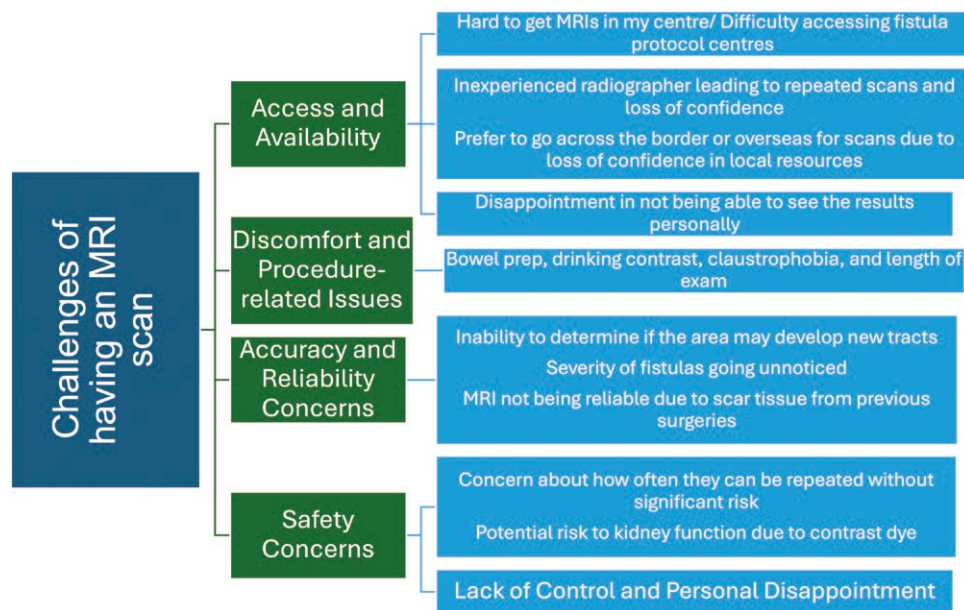 Challenges of
having an MRI
scan
Access and
Availability
Hard to get MRIs in my centre/ Difficulty accessing fistula
protocol centres
Inexperienced radiographer leading to repeated scans and
loss of confidence
Prefer to go across the border or overseas for scans due to
loss of confidence in local resources
Disappointment in not being able to see the results
personally
Discomfort and
Procedure-
related Issues
Bowel prep, drinking contrast, claustrophobia, and length of
exam
Accuracy and
Reliability
Concerns
Inability to determine if the area may develop new tracts
Severity of fistulas going unnoticed
MRI not being reliable due to scar tissue from previous
surgeries
Safety
Concerns
Concern about how often they can be repeated without
significant risk
Potential risk to kidney function due to contrast dye
Lack of Control and Personal Disappointment